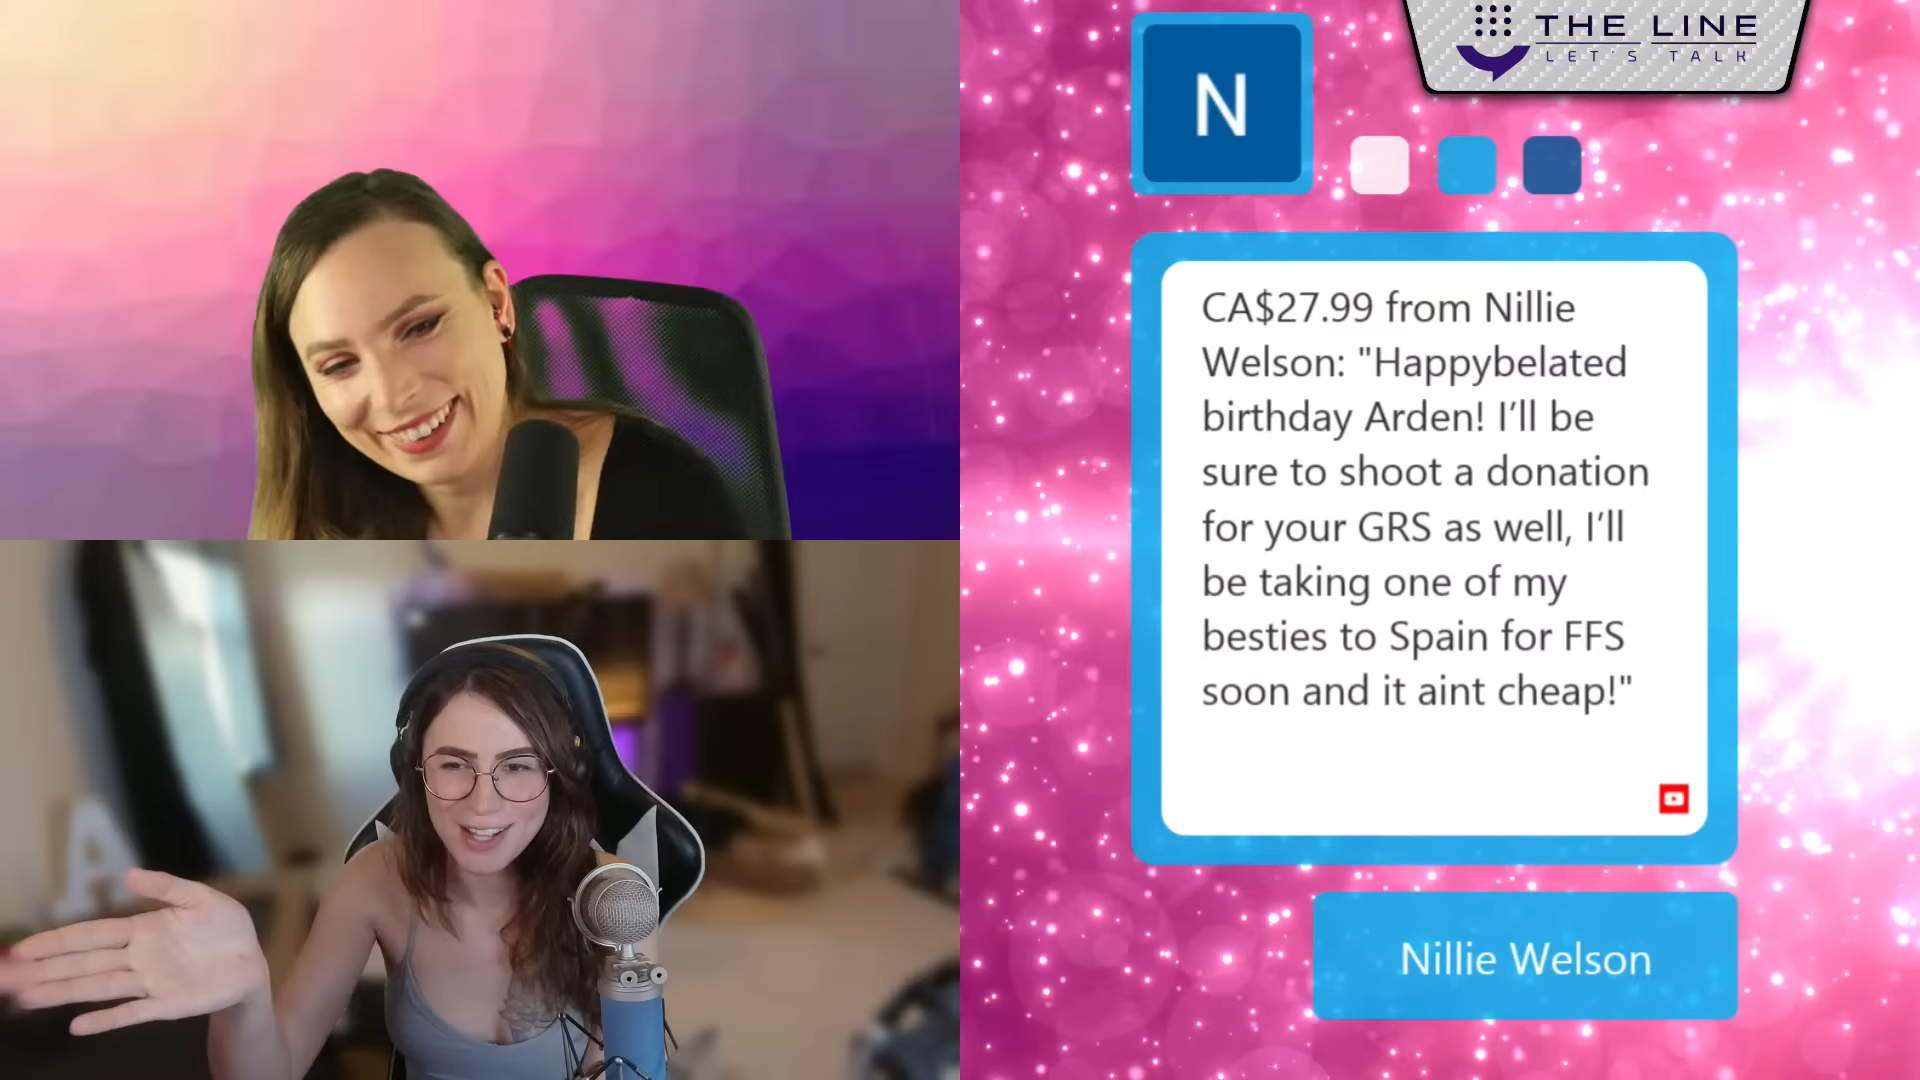 THE LINE
LET'S TALK
N
CA$27.99 from Nillie
Welson: "Happybelated
birthday Arden! I’ll be
sure to shoot a donation
for your GRS as well, I’ll
be taking one of my
besties to Spain for FFS
soon and it aint cheap!"
Nillie Welson
A